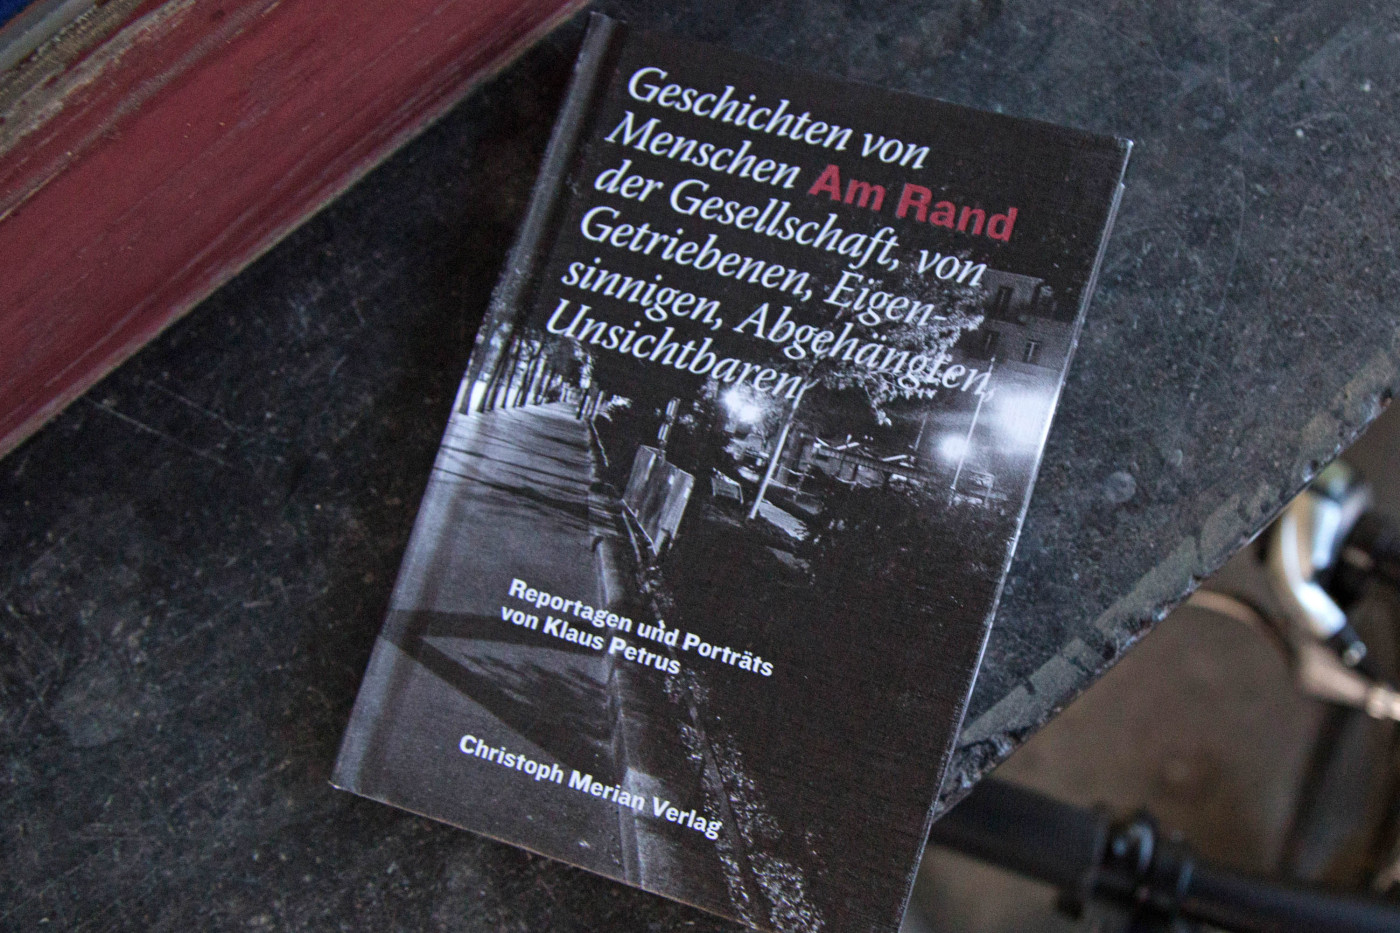 Geschichten von
Menschen Am Rand
der Gesellschaft, von
Getriebenen, Eigen-
sinnigen, Abgehängten,
Unsichtbaren
Reportagen und Porträts
von Klaus Petrus
Christoph Merian Verlag